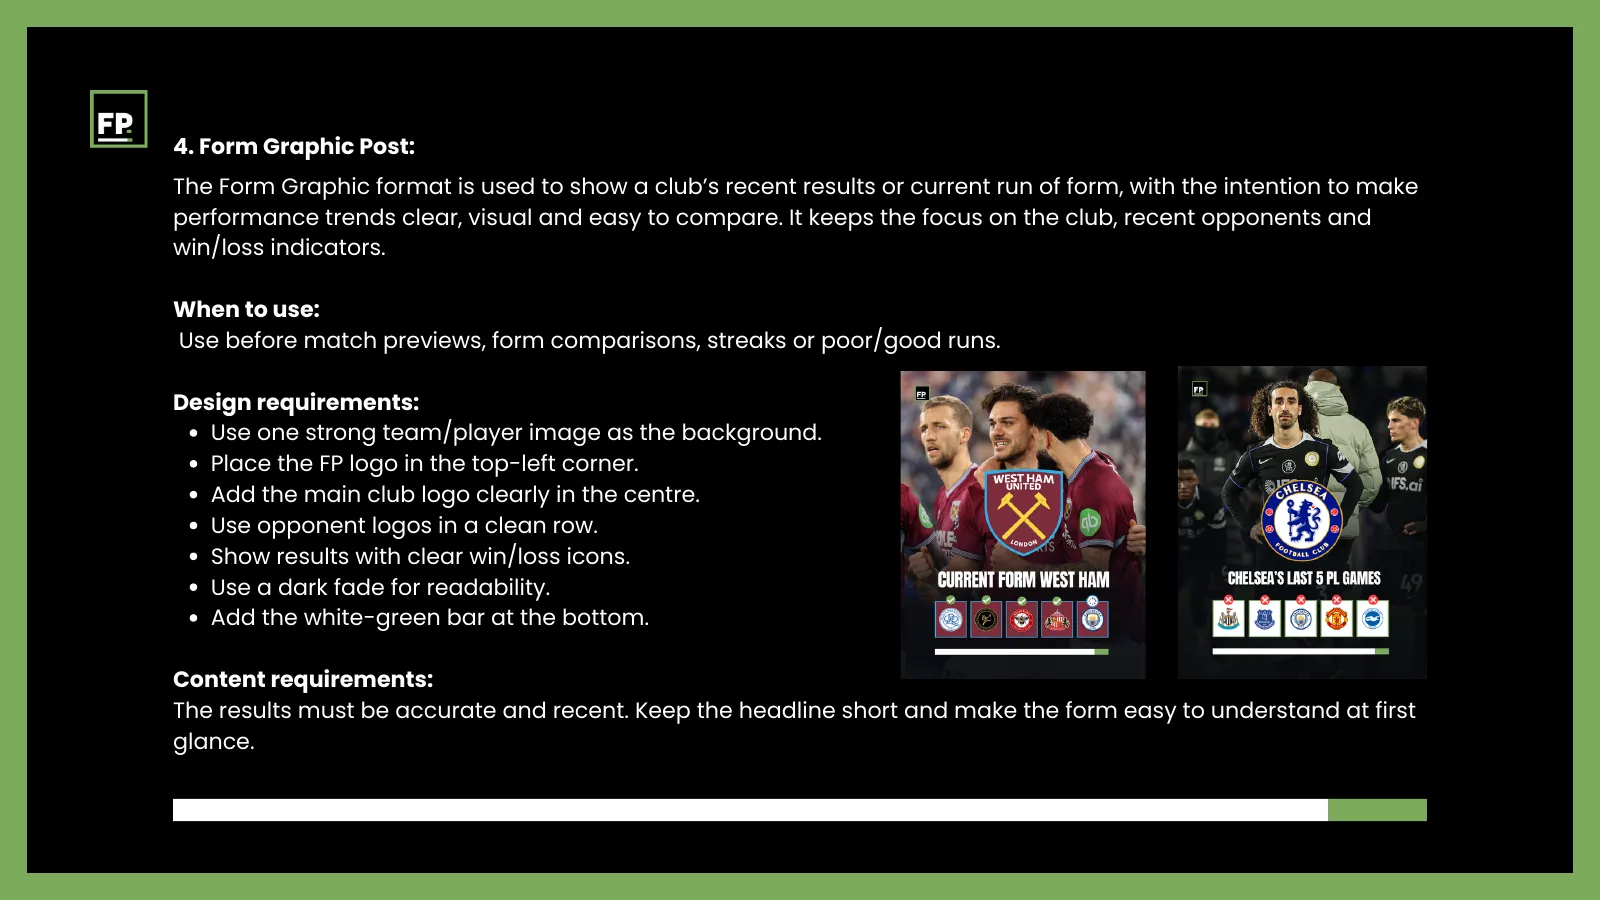 FP.
4. Form Graphic Post:
The Form Graphic format is used to show a club’s recent results or current run of form, with the intention to make
performance trends clear, visual and easy to compare. It keeps the focus on the club, recent opponents and
win/loss indicators.
When to use:
Use before match previews, form comparisons, streaks or poor/good runs.
Design requirements:
• Use one strong team/player image as the background.
• Place the FP logo in the top-left corner.
• Add the main club logo clearly in the centre.
• Use opponent logos in a clean row.
• Show results with clear win/loss icons.
• Use a dark fade for readability.
• Add the white-green bar at the bottom.
FP
WEST HAM
UNITED
LONDON
CURRENT FORM WEST HAM
FP
IFS.ai
CHELSEA
FOOTBALL CLUB
49
CHELSEA'S LAST 5 PL GAMES
Content requirements:
The results must be accurate and recent. Keep the headline short and make the form easy to understand at first
glance.